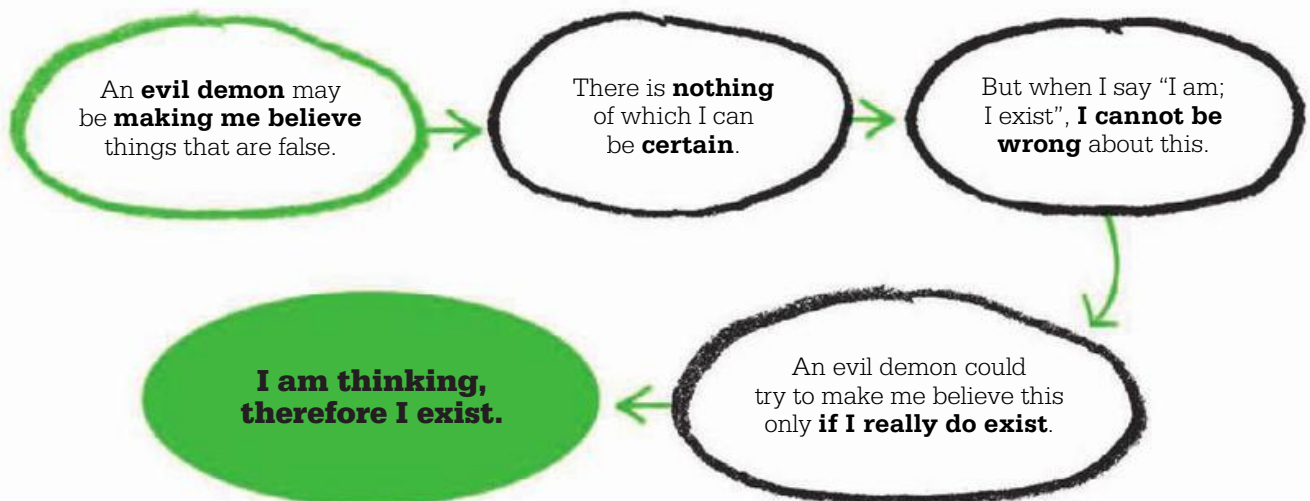 An evil demon may
be making me believe
things that are false.
There is nothing
of which I can
be certain.
But when I say “I am;
I exist”, I cannot be
wrong about this.
An evil demon could
try to make me believe this
only if I really do exist.
I am thinking,
therefore I exist.